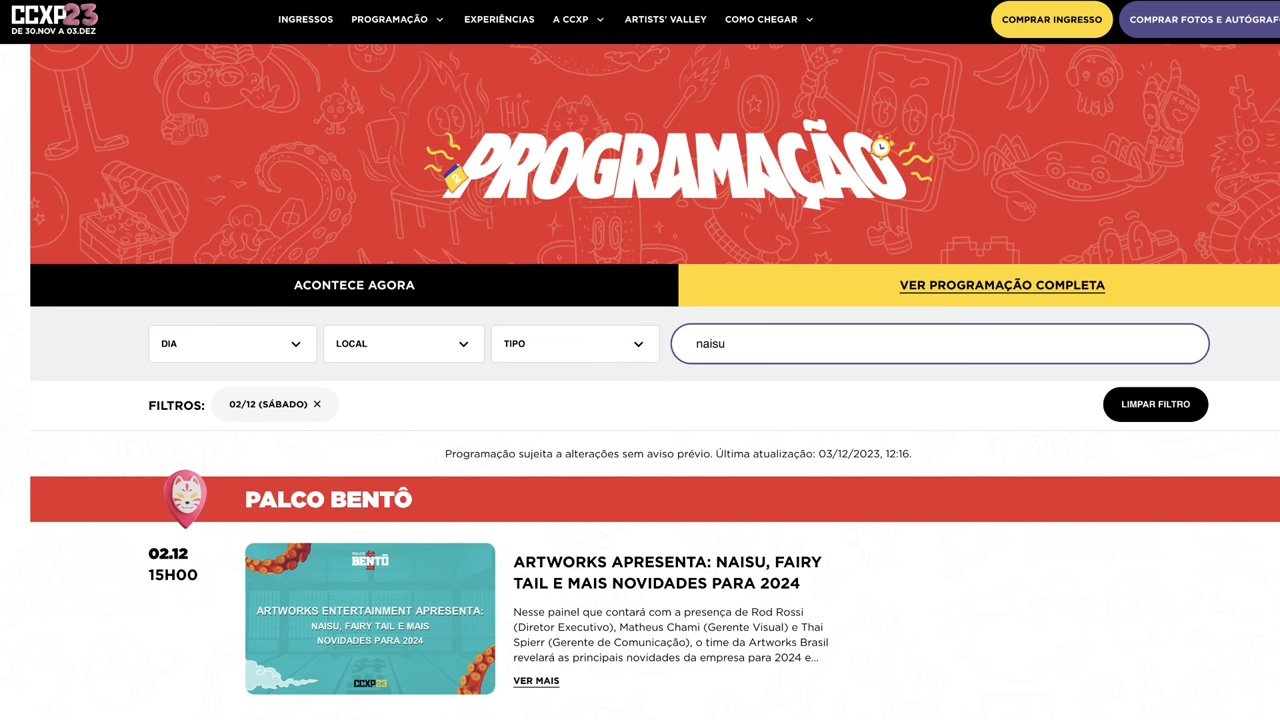 CCXP23
DE 30.NOV A 03.DEZ
INGRESSOS PROGRAMAÇÃO EXPERIÊNCIAS A CCXP ARTISTS' VALLEY COMO CHEGAR
COMPRAR INGRESSO
COMPRAR FOTOS E
THIS
PROGRAMAÇÃO
ACONTECE AGORA
VER PROGRAMAÇÃO COMPLETA
DIA
LOCAL
TIPO
naisu
FILTROS:
02/12 (SÁBADO) ✕
LIMPAR FILTRO
Programação sujeita a alterações sem aviso prévio. Última atualização: 03/12/2023, 12:16.
PALCO BENTÔ
02.12
15H00
PALCO
BENTÔ
ARTWORKS ENTERTAINMENT APRESENTA:
NAISU, FAIRY TAIL E MAIS
NOVIDADES PARA 2024
CCXP23
ARTWORKS APRESENTA: NAISU, FAIRY
TAIL E MAIS NOVIDADES PARA 2024
Nesse painel que contará com a presença de Rod Rossi
(Diretor Executivo), Matheus Chami (Gerente Visual) e Thai
Spierr (Gerente de Comunicação), o time da Artworks Brasil
revelará as principais novidades da empresa para 2024 e...
VER MAIS